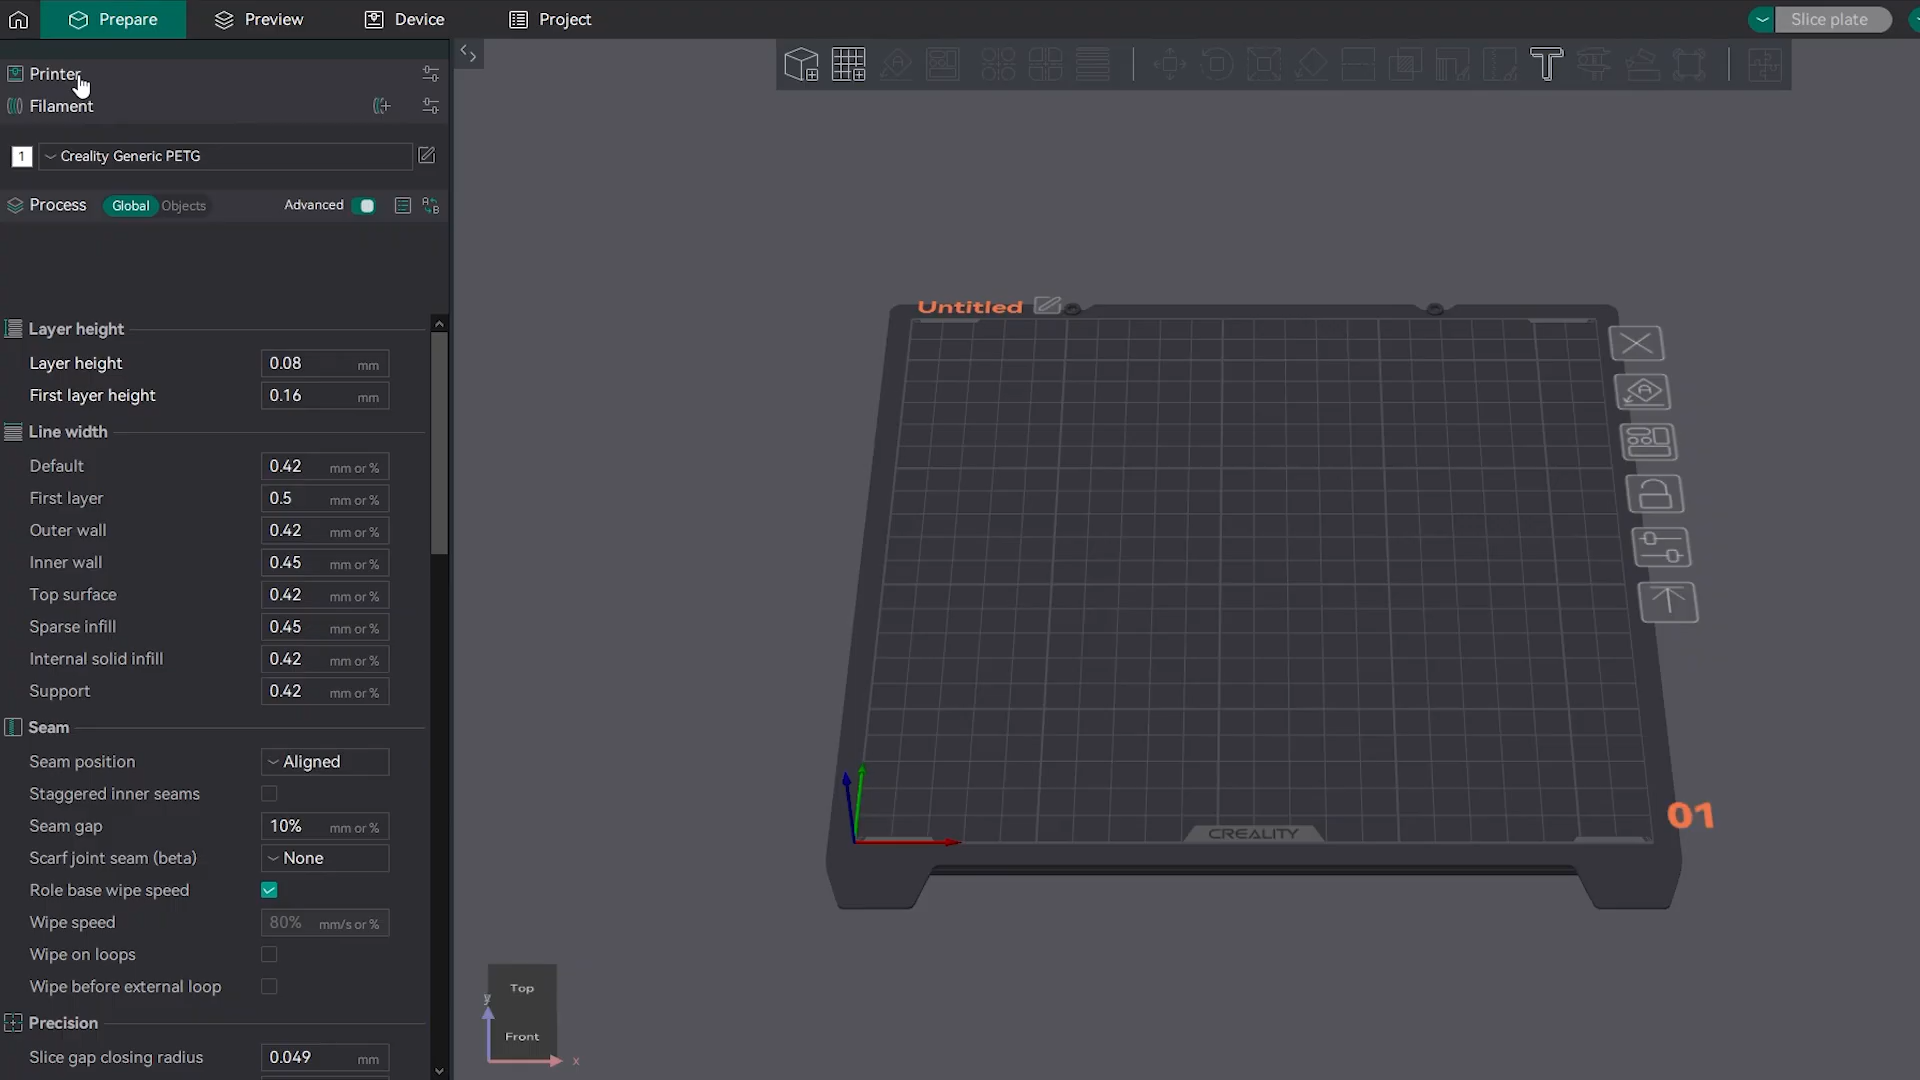 Prepare
Preview
Device
Project
Slice plate
Printer
Filament
1
Creality Generic PETG
Process
Global
Objects
Advanced
Layer height
Layer height 0.08 mm
First layer height 0.16 mm
Line width
Default 0.42 mm or %
First layer 0.5 mm or %
Outer wall 0.42 mm or %
Inner wall 0.45 mm or %
Top surface 0.42 mm or %
Sparse infill 0.45 mm or %
Internal solid infill 0.42 mm or %
Support 0.42 mm or %
Seam
Seam position Aligned
Staggered inner seams
Seam gap 10% mm or %
Scarf joint seam (beta) None
Role base wipe speed
Wipe speed 80% mm/s or %
Wipe on loops
Wipe before external loop
Precision
Slice gap closing radius 0.049 mm
Untitled
CREALITY
01
Top
Front
y
x